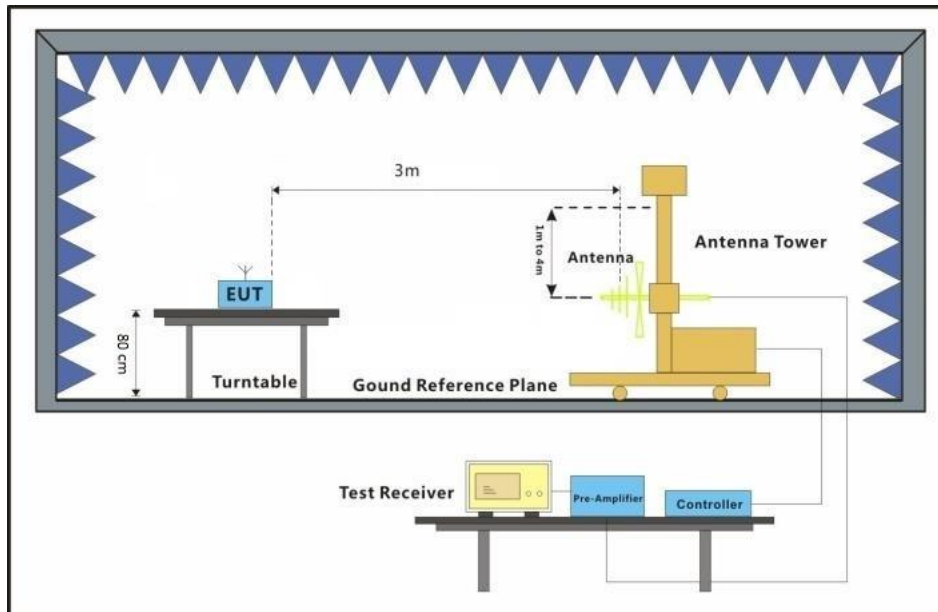 3m
1m to 4m
Antenna Tower
Antenna
EUT
80 cm
Turntable
Gound Reference Plane
Test Receiver
Pre-Amplifier
Controller